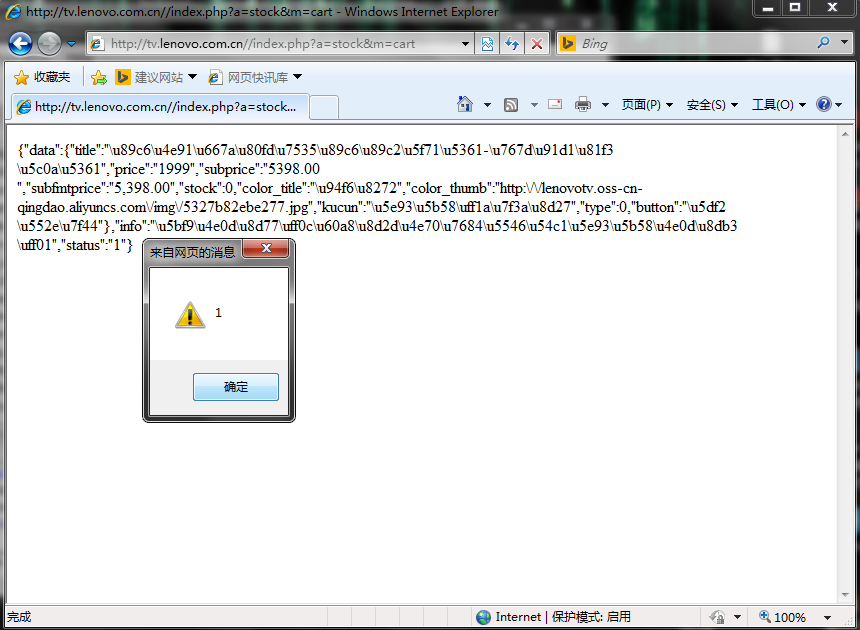 http://tv.lenovo.com.cn//index.php?a=stock&m=cart - Windows Internet Explorer
http://tv.lenovo.com.cn//index.php?a=stock&m=cart
Bing
收藏夹
建议网站
网页快讯库
http://tv.lenovo.com.cn//index.php?a=stock...
页面(P)
安全(S)
工具(O)
{"data":{"title":"\u89c6\u4e91\u667a\u80fd\u7535\u89c6\u89c2\u5f71\u5361-\u767d\u91d1\u81f3
\u5c0a\u5361","price":"1999","subprice":"5398.00
","subfmtprice":"5,398.00","stock":0,"color_title":"\u94f6\u8272","color_thumb":"http:\/\/lenovotv.oss-cn-
qingdao.aliyuncs.com\/img\/5327b82ebe277.jpg","kucun":"\u5e93\u5b58\uff1a\u7f3a\u8d27","type":0,"button":"\u5df2
\u552e\u7f44"},"info":"\u5bf9\u4e0d\u8d77\uff0c\u60a8\u8d2d\u4e70\u7684\u5546\u54c1\u5e93\u5b58\u4e0d\u8db3
\uff01","status":"1"}
来自网页的消息
1
确定
完成
Internet | 保护模式: 启用
100%